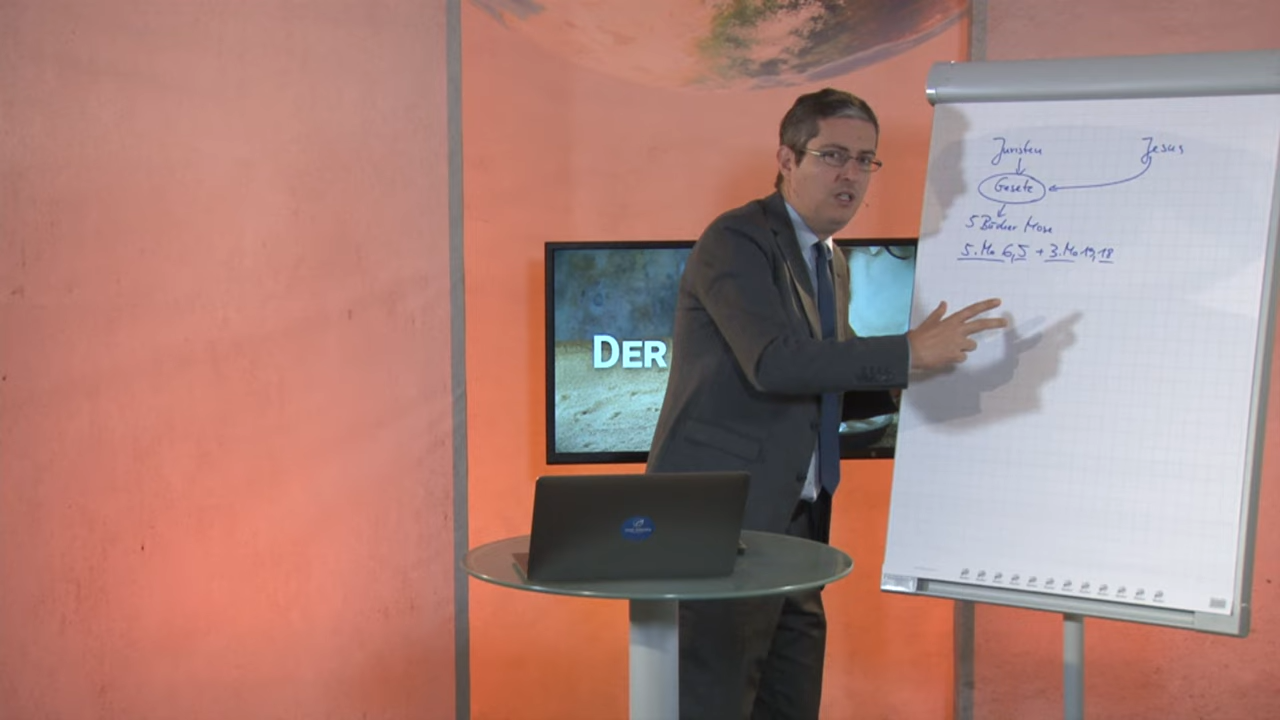 Juristen Jesus
Gesetz
5 Bücher Mose
5.Mo 6,5 + 3.Mo 19,18
DER